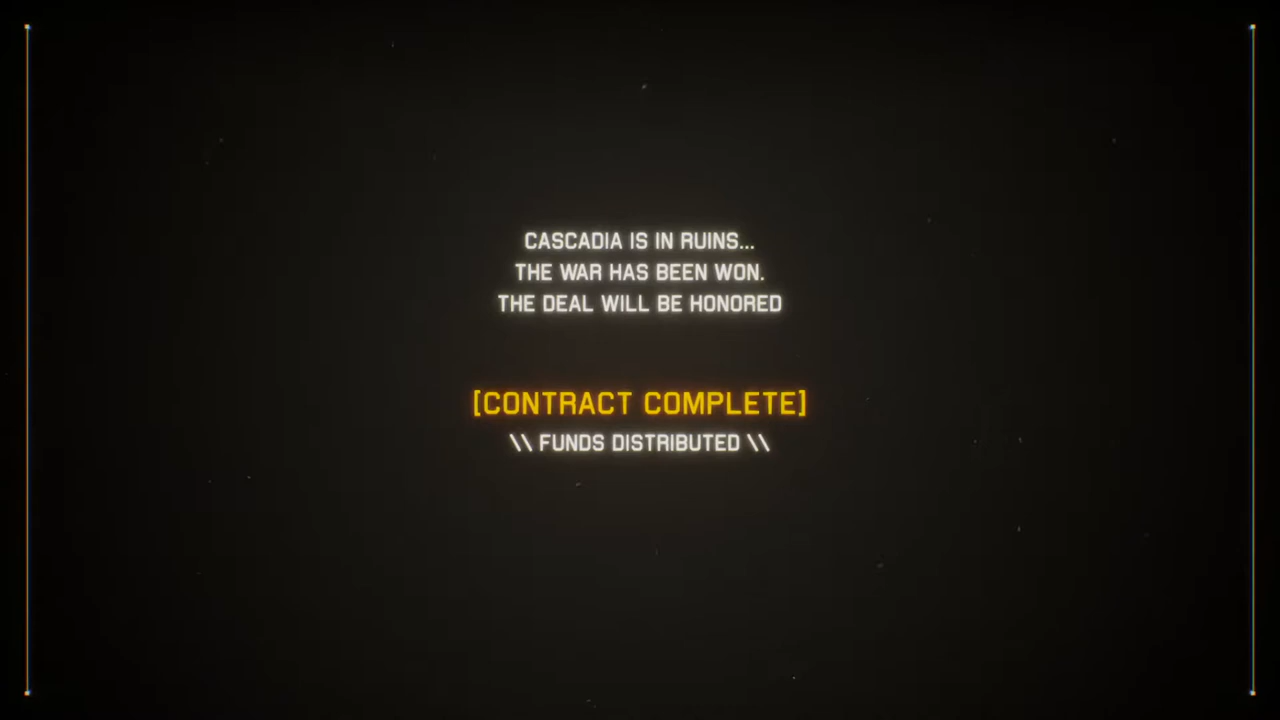 CASCADIA IS IN RUINS...
THE WAR HAS BEEN WON.
THE DEAL WILL BE HONORED
[CONTRACT COMPLETE]
\\ FUNDS DISTRIBUTED \\